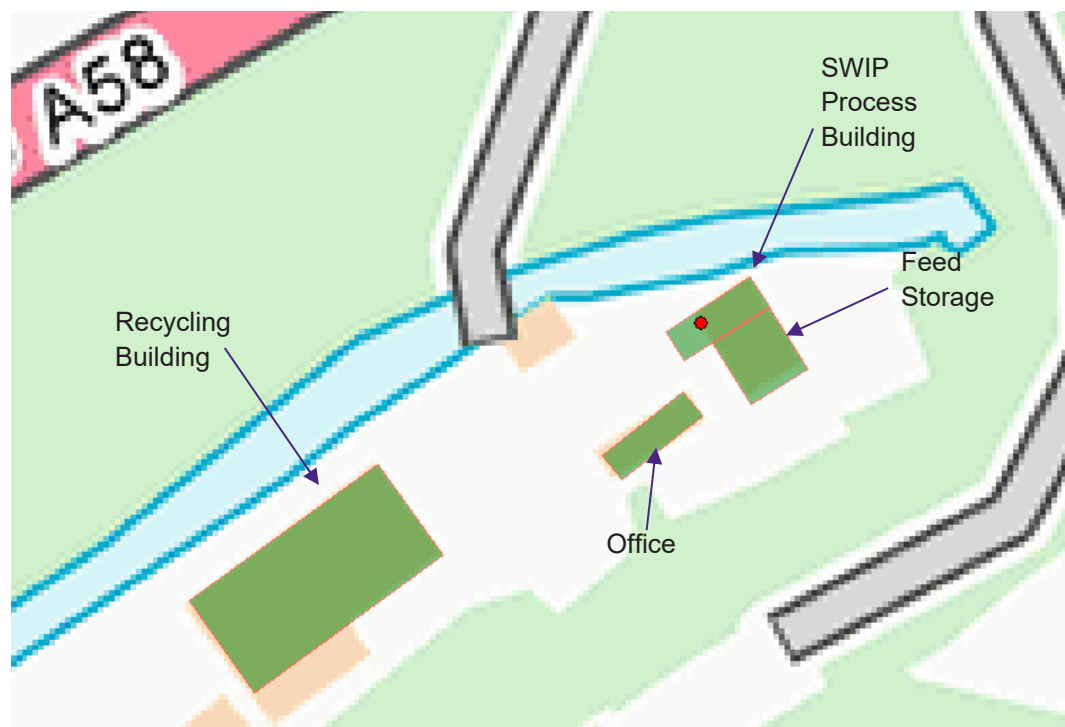 A58
SWIP
Process
Building
Feed
Storage
Recycling
Building
Office